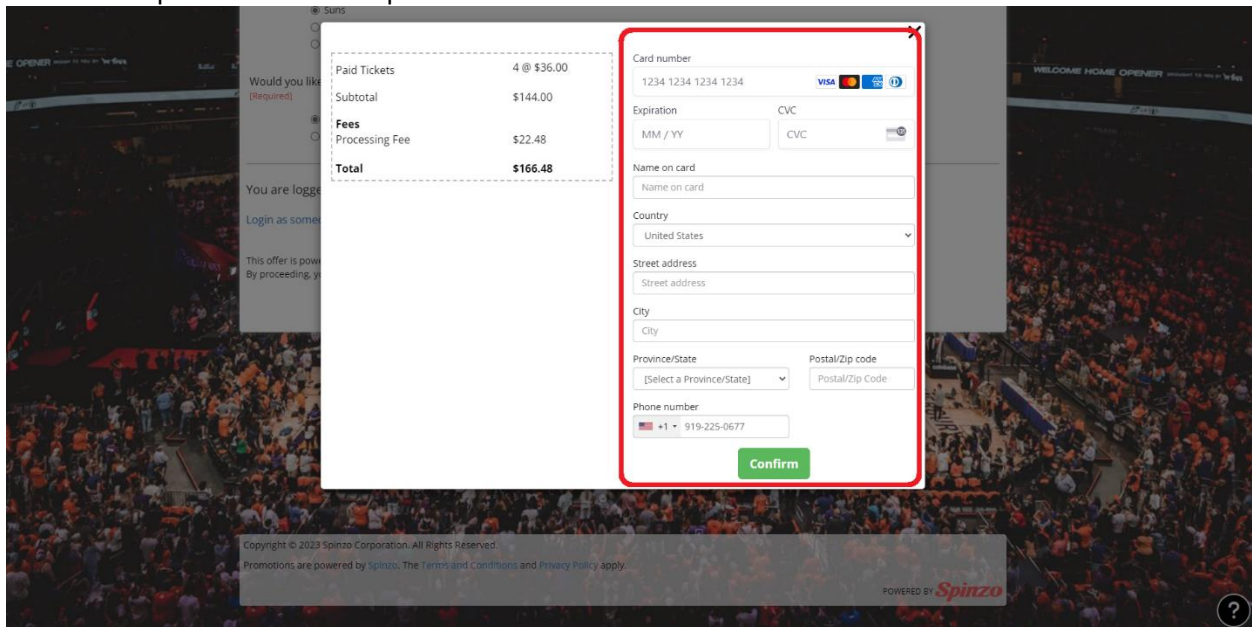 Suns
E OPENER
WELCOME HOME OPENER
Would you like
[Required]
Paid Tickets 4 @ $36.00
Subtotal $144.00
Fees
Processing Fee $22.48
Total $166.48
You are logge
Login as someo
This offer is powe
By proceeding, y
Card number
1234 1234 1234 1234 VISA
Expiration CVC
MM / YY CVC
Name on card
Name on card
Country
United States
Street address
Street address
City
City
Province/State Postal/Zip code
[Select a Province/State] Postal/Zip Code
Phone number
+1 919-225-0677
Confirm
Copyright © 2023 Spinzo Corporation. All Rights Reserved.
Promotions are powered by Spinzo. The Terms and Conditions and Privacy Policy apply.
POWERED BY Spinzo
?